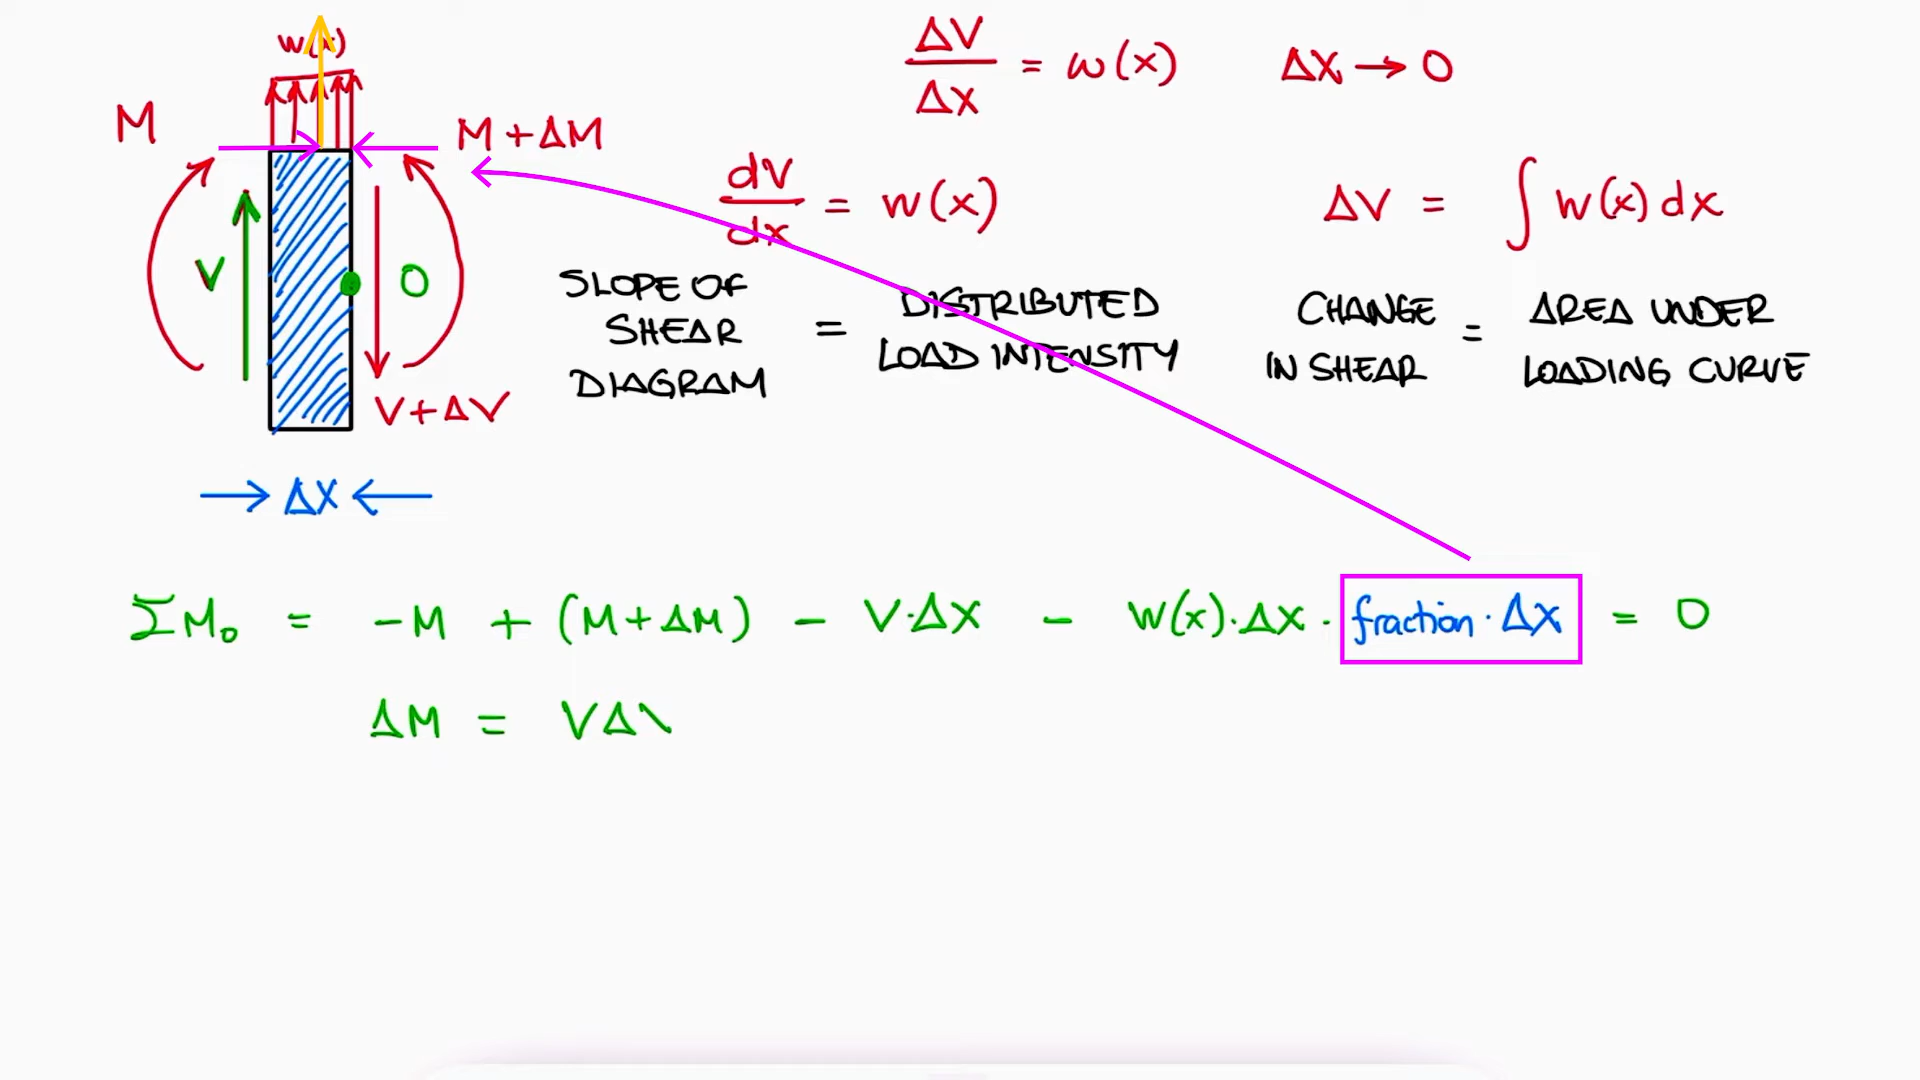 w(x)
M
M + ΔM
V
O
V + ΔV
→ ΔX ←
ΔV/ΔX = w(x)
ΔX → 0
dV/dx = w(x)
ΔV = ∫ w(x) dx
SLOPE OF
SHEAR
DIAGRAM
=
DISTRIBUTED
LOAD INTENSITY
CHANGE
IN SHEAR
=
AREA UNDER
LOADING CURVE
ΣM₀ = -M + (M+ΔM) - V·ΔX - w(x)·ΔX · fraction · ΔX = 0
ΔM = VΔ\